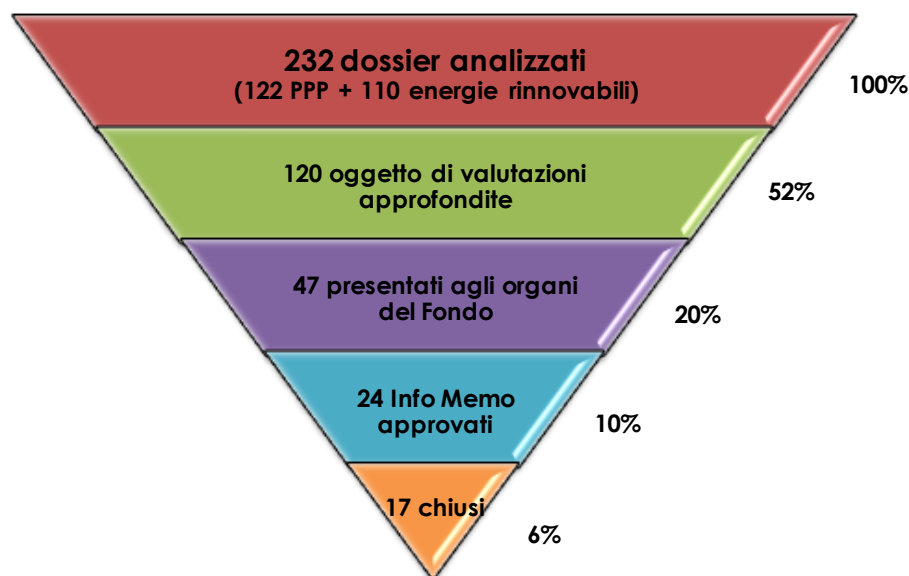 232 dossier analizzati
(122 PPP + 110 energie rinnovabili)
100%
120 oggetto di valutazioni
approfondite
52%
47 presentati agli organi
del Fondo
20%
24 Info Memo
approvati
10%
17 chiusi
6%